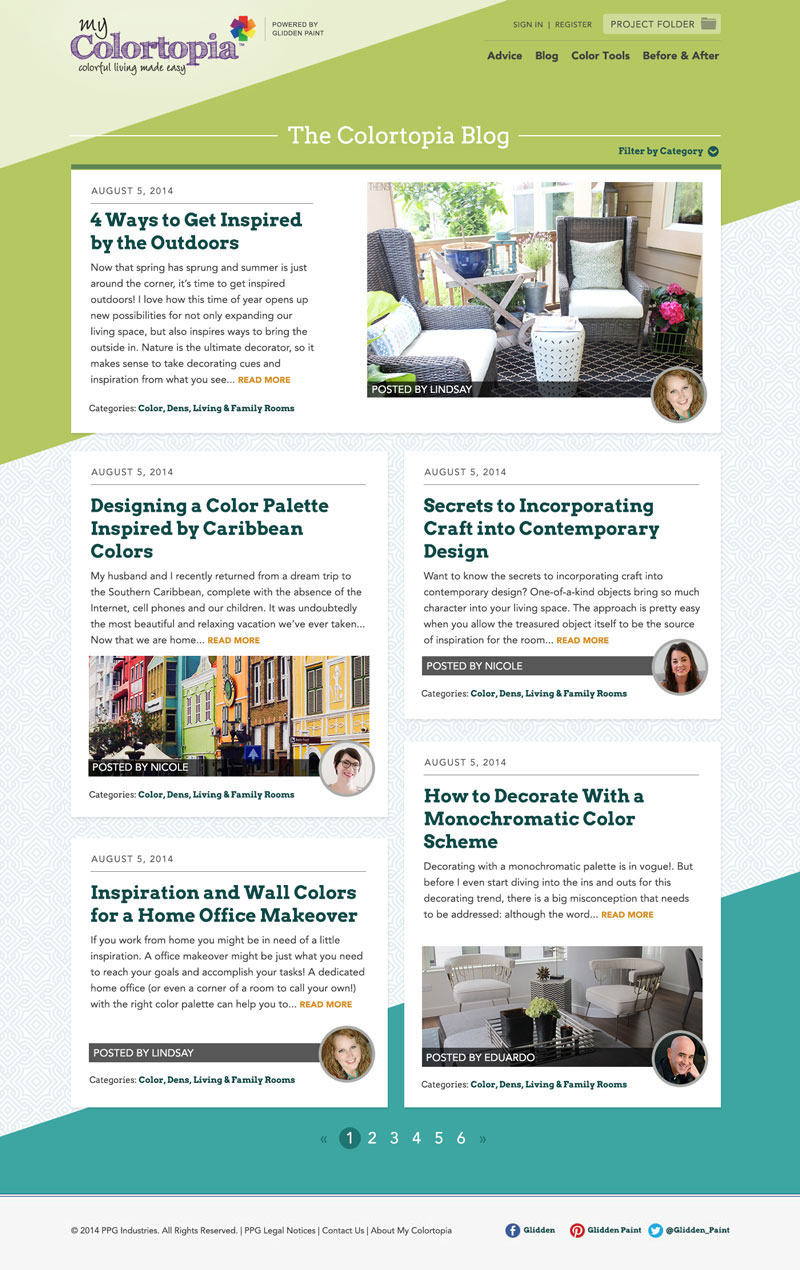 my
Colortopia™
colorful living made easy
POWERED BY
GLIDDEN PAINT
SIGN IN | REGISTER
PROJECT FOLDER
Advice Blog Color Tools Before & After
The Colortopia Blog
Filter by Category
AUGUST 5, 2014
4 Ways to Get Inspired
by the Outdoors
Now that spring has sprung and summer is just
around the corner, it's time to get inspired
outdoors! I love how this time of year opens up
new possibilities for not only expanding our
living space, but also inspires ways to bring the
outside in. Nature is the ultimate decorator, so it
makes sense to take decorating cues and
inspiration from what you see... READ MORE
Categories: Color, Dens, Living & Family Rooms
POSTED BY LINDSAY
AUGUST 5, 2014
Designing a Color Palette
Inspired by Caribbean
Colors
My husband and I recently returned from a dream trip to
the Southern Caribbean, complete with the absence of the
Internet, cell phones and our children. It was undoubtedly
the most beautiful and relaxing vacation we've ever taken...
Now that we are home... READ MORE
POSTED BY NICOLE
Categories: Color, Dens, Living & Family Rooms
AUGUST 5, 2014
Secrets to Incorporating
Craft into Contemporary
Design
Want to know the secrets to incorporating craft into
contemporary design? One-of-a-kind objects bring so much
character into your living space. The approach is pretty easy
when you allow the treasured object itself to be the source
of inspiration for the room... READ MORE
POSTED BY NICOLE
Categories: Color, Dens, Living & Family Rooms
AUGUST 5, 2014
Inspiration and Wall Colors
for a Home Office Makeover
If you work from home you might be in need of a little
inspiration. A office makeover might be just what you need
to reach your goals and accomplish your tasks! A dedicated
home office (or even a corner of a room to call your own!)
with the right color palette can help you to... READ MORE
POSTED BY LINDSAY
Categories: Color, Dens, Living & Family Rooms
AUGUST 5, 2014
How to Decorate With a
Monochromatic Color
Scheme
Decorating with a monochromatic palette is in vogue!. But
before I even start diving into the ins and outs for this
decorating trend, there is a big misconception that needs
to be addressed: although the word... READ MORE
POSTED BY EDUARDO
Categories: Color, Dens, Living & Family Rooms
« 1 2 3 4 5 6 »
© 2014 PPG Industries. All Rights Reserved. | PPG Legal Notices | Contact Us | About My Colortopia
Glidden Glidden Paint @Glidden_Paint